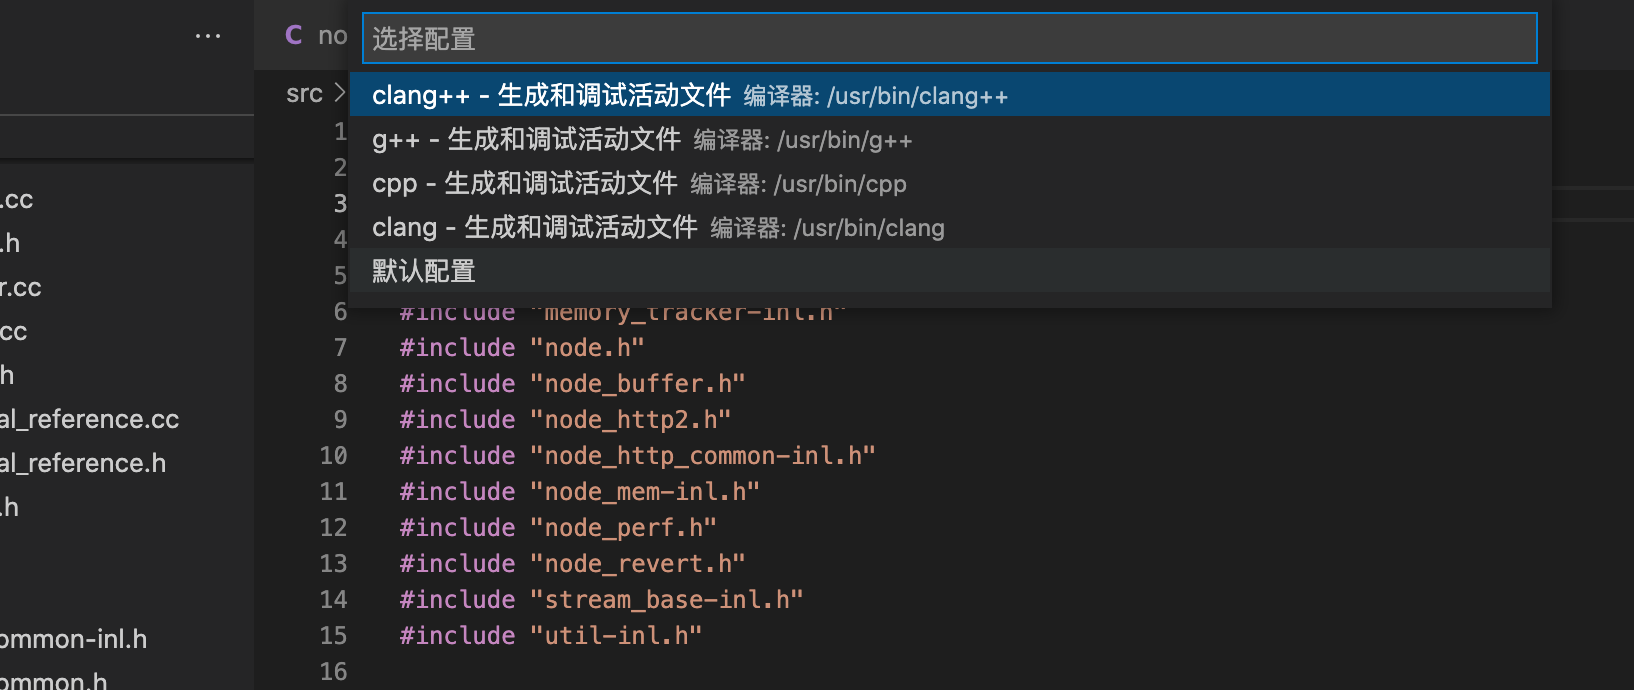 ...
C no
选择配置
src >
clang++ - 生成和调试活动文件 编译器: /usr/bin/clang++
g++ - 生成和调试活动文件 编译器: /usr/bin/g++
cpp - 生成和调试活动文件 编译器: /usr/bin/cpp
clang - 生成和调试活动文件 编译器: /usr/bin/clang
默认配置
.cc
.h
r.cc
cc
h
al_reference.cc
al_reference.h
.h
ommon-inl.h
ommon.h
1
2
3
4
5
6 #include "memory_tracker-inl.h"
7 #include "node.h"
8 #include "node_buffer.h"
9 #include "node_http2.h"
10 #include "node_http_common-inl.h"
11 #include "node_mem-inl.h"
12 #include "node_perf.h"
13 #include "node_revert.h"
14 #include "stream_base-inl.h"
15 #include "util-inl.h"
16